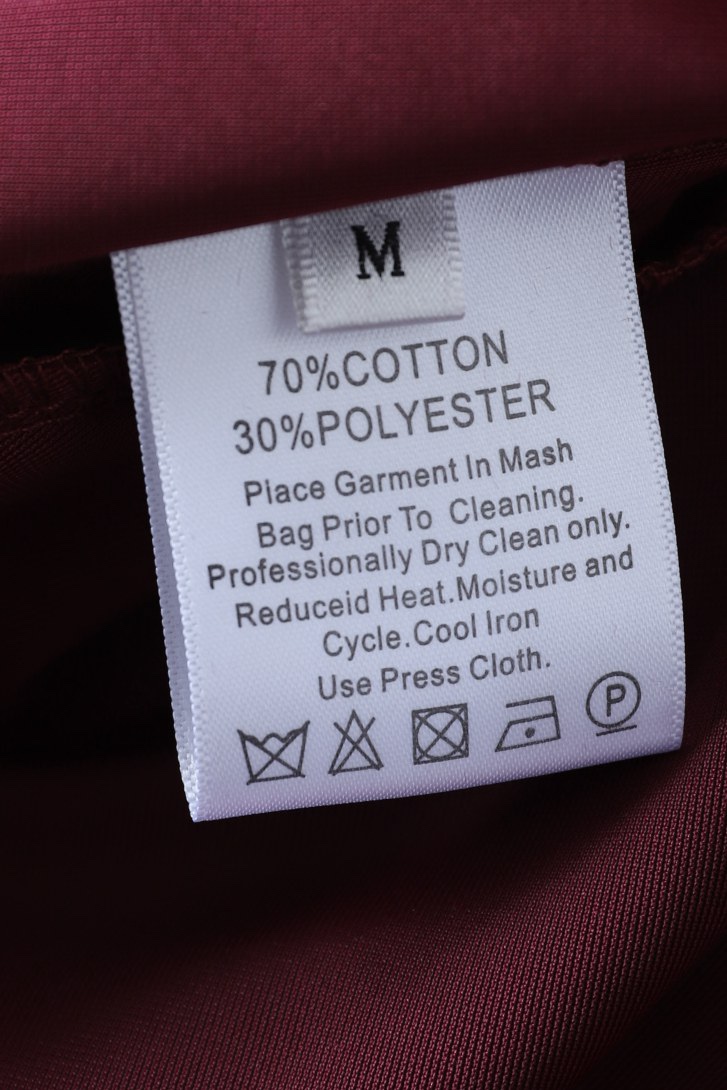 M
70%COTTON
30%POLYESTER
Place Garment In Mash
Bag Prior To Cleaning.
Professionally Dry Clean only.
Reduceid Heat.Moisture and
Cycle.Cool Iron
Use Press Cloth.
P